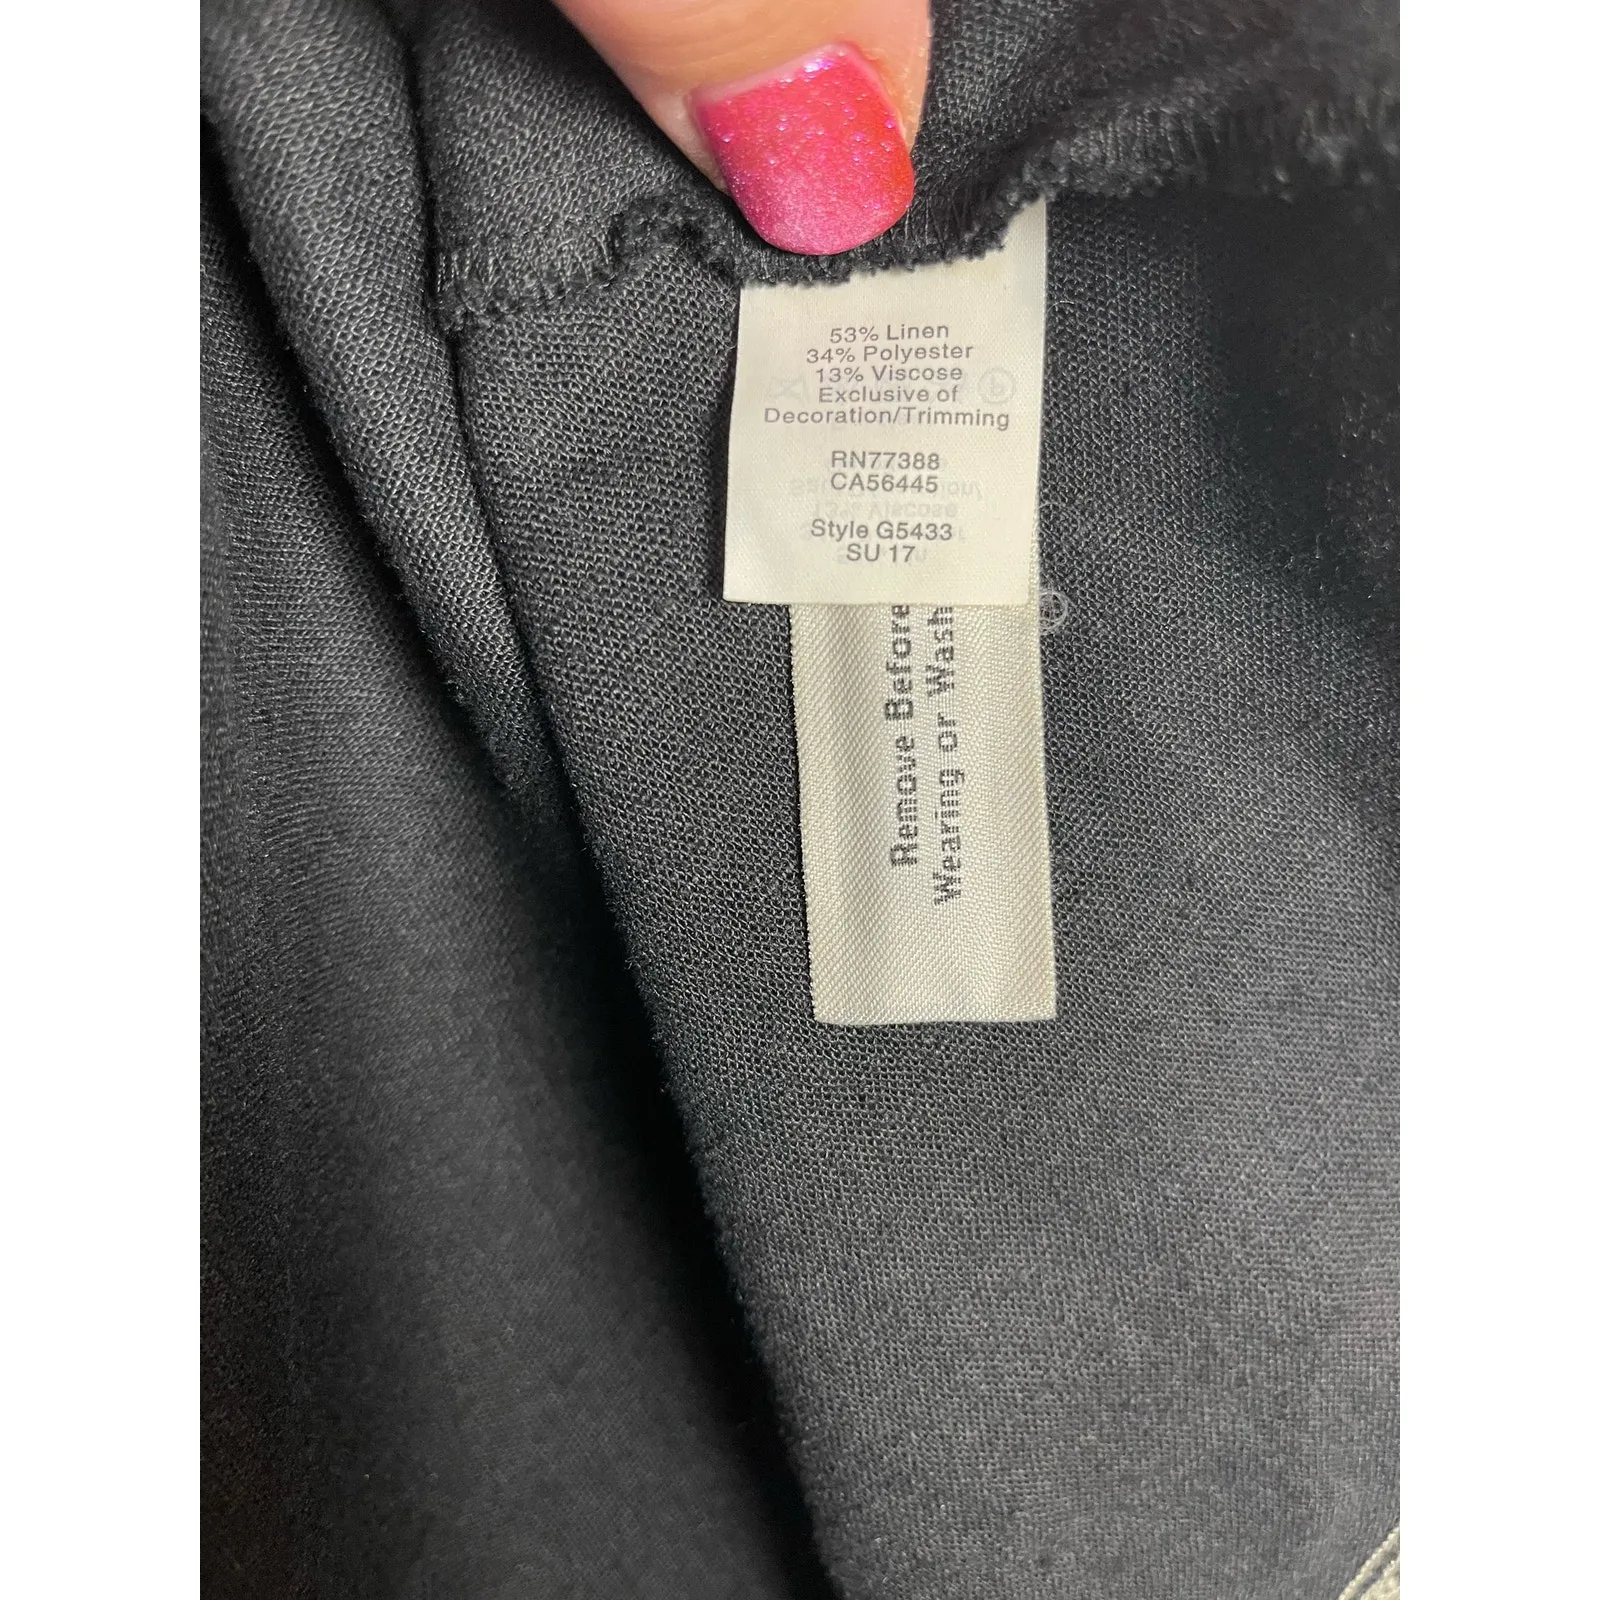 53% Linen
34% Polyester
13% Viscose
Exclusive of
Decoration/Trimming
RN77388
CA56445
Style G5433
SU 17
Remove Before
Wearing or Wash